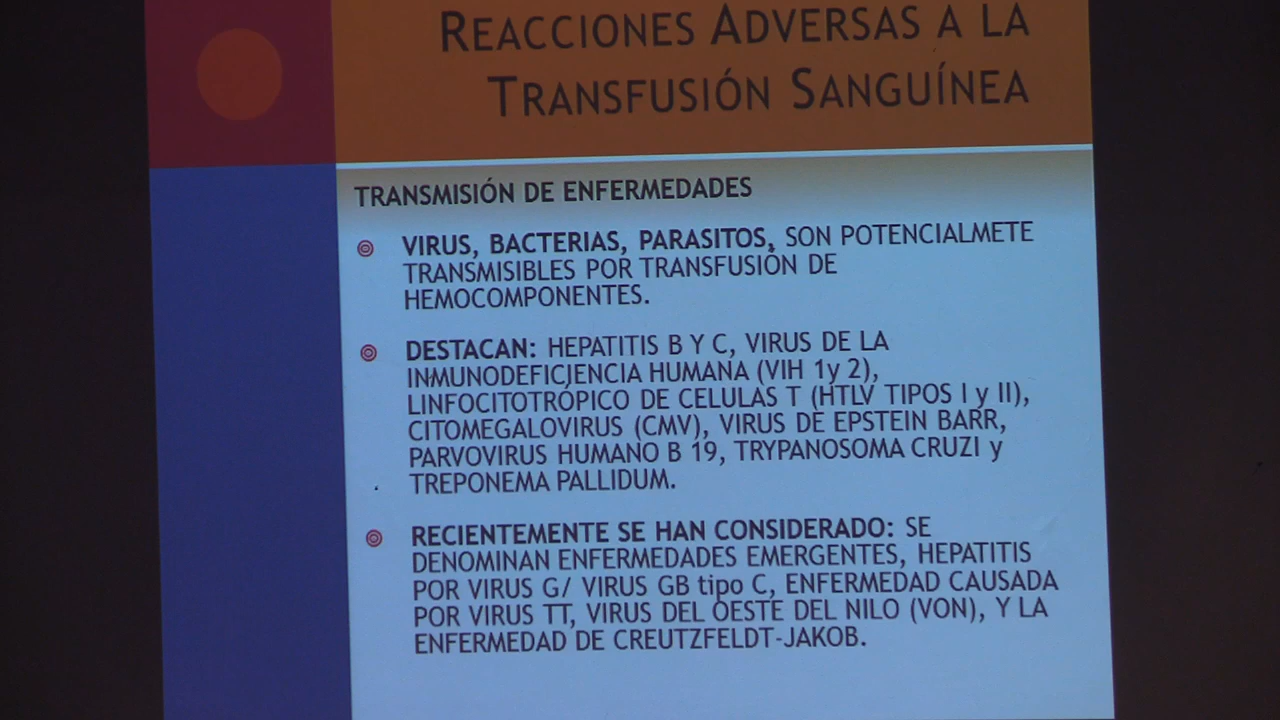 REACCIONES ADVERSAS A LA
TRANSFUSIÓN SANGUÍNEA
TRANSMISIÓN DE ENFERMEDADES
VIRUS, BACTERIAS, PARASITOS, SON POTENCIALMETE
TRANSMISIBLES POR TRANSFUSIÓN DE
HEMOCOMPONENTES.
DESTACAN: HEPATITIS B Y C, VIRUS DE LA
INMUNODEFICIENCIA HUMANA (VIH 1y 2),
LINFOCITOTRÓPICO DE CELULAS T (HTLV TIPOS I y II),
CITOMEGALOVIRUS (CMV), VIRUS DE EPSTEIN BARR,
PARVOVIRUS HUMANO B 19, TRYPANOSOMA CRUZI y
TREPONEMA PALLIDUM.
RECIENTEMENTE SE HAN CONSIDERADO: SE
DENOMINAN ENFERMEDADES EMERGENTES, HEPATITIS
POR VIRUS G/ VIRUS GB tipo C, ENFERMEDAD CAUSADA
POR VIRUS TT, VIRUS DEL OESTE DEL NILO (VON), Y LA
ENFERMEDAD DE CREUTZFELDT-JAKOB.